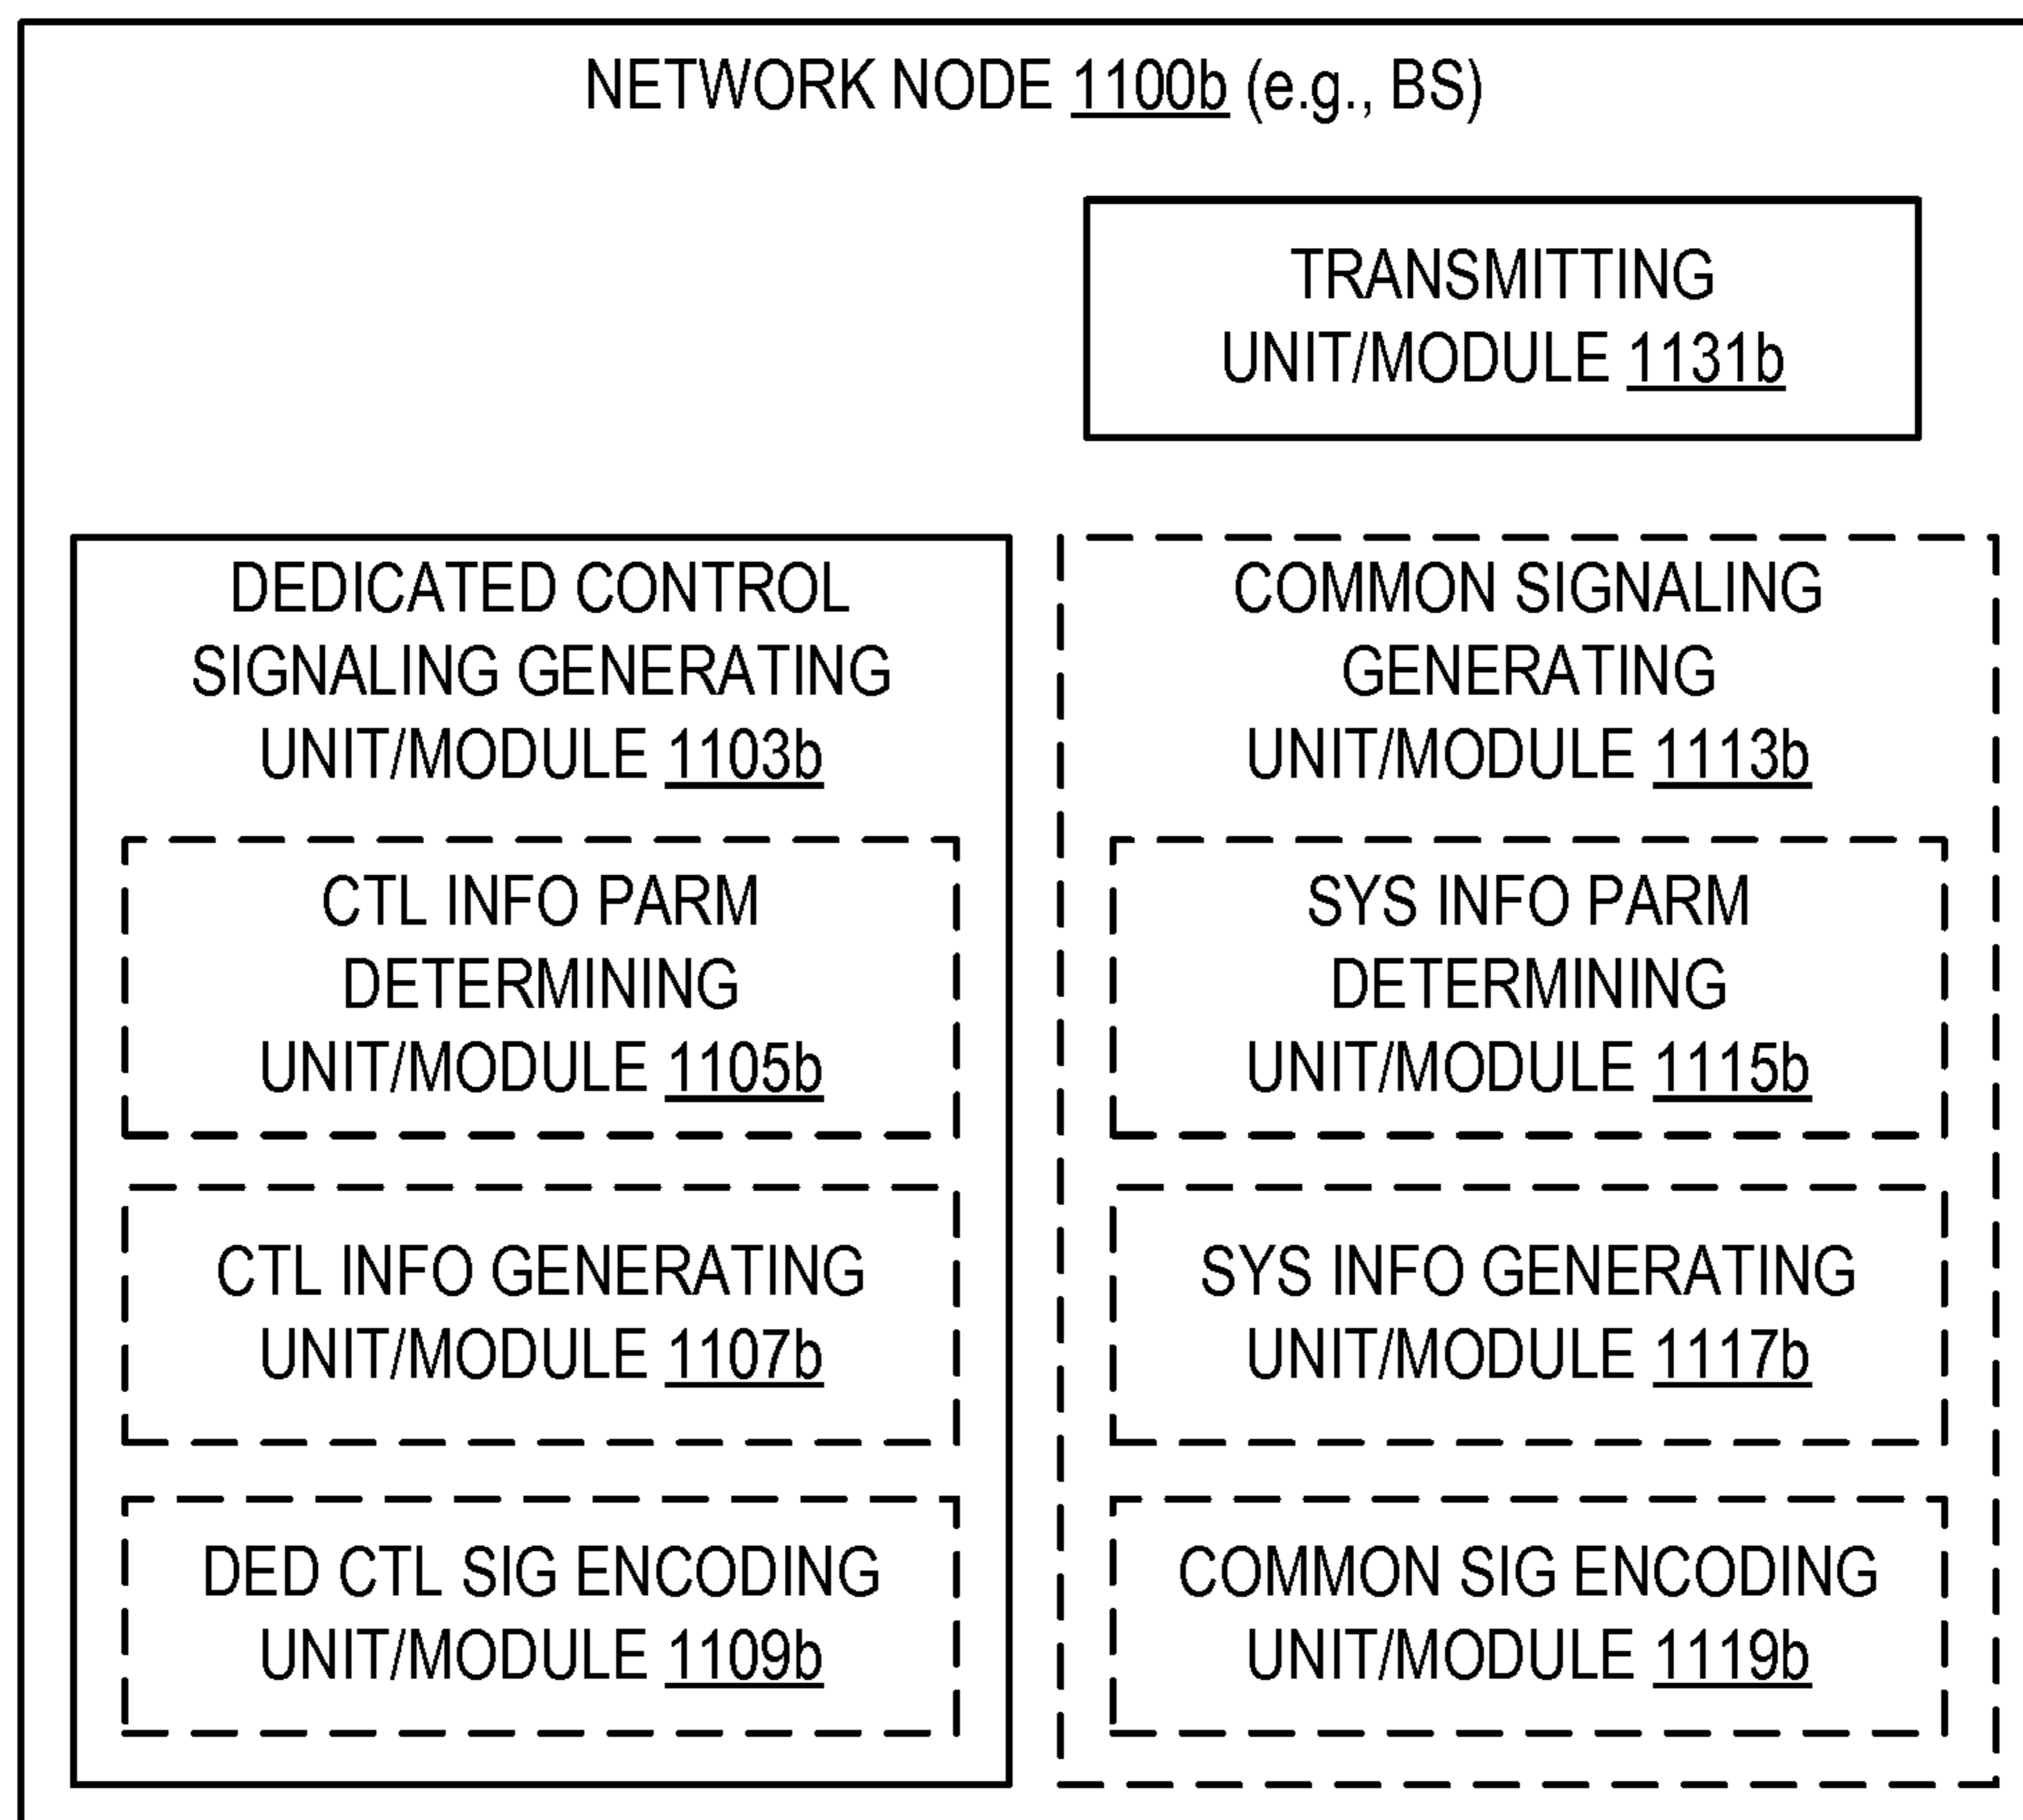 NETWORK NODE 1100b (e.g., BS)
TRANSMITTING
UNIT/MODULE 1131b
DEDICATED CONTROL
SIGNALING GENERATING
UNIT/MODULE 1103b
CTL INFO PARM
DETERMINING
UNIT/MODULE 1105b
CTL INFO GENERATING
UNIT/MODULE 1107b
DED CTL SIG ENCODING
UNIT/MODULE 1109b
COMMON SIGNALING
GENERATING
UNIT/MODULE 1113b
SYS INFO PARM
DETERMINING
UNIT/MODULE 1115b
SYS INFO GENERATING
UNIT/MODULE 1117b
COMMON SIG ENCODING
UNIT/MODULE 1119b